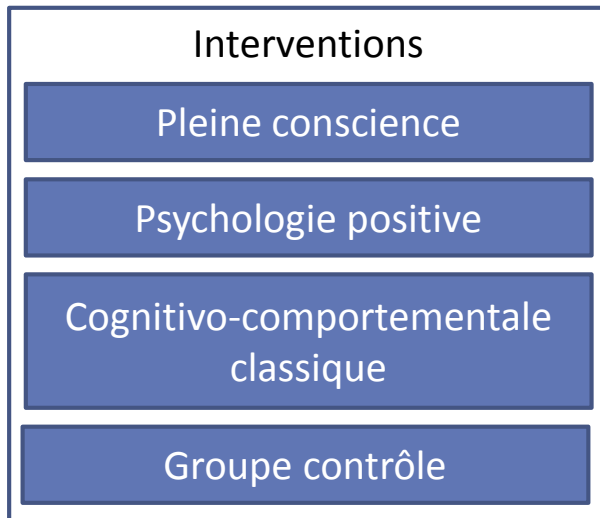 Interventions
Pleine conscience
Psychologie positive
Cognitivo-comportementale
classique
Groupe contrôle